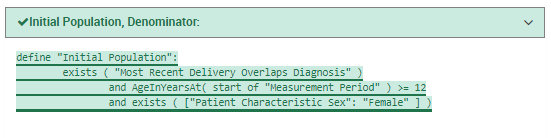 ✔Initial Population, Denominator:
define "Initial Population":
exists ( "Most Recent Delivery Overlaps Diagnosis" )
and AgeInYearsAt( start of "Measurement Period" ) >= 12
and exists ( ["Patient Characteristic Sex": "Female" ] )